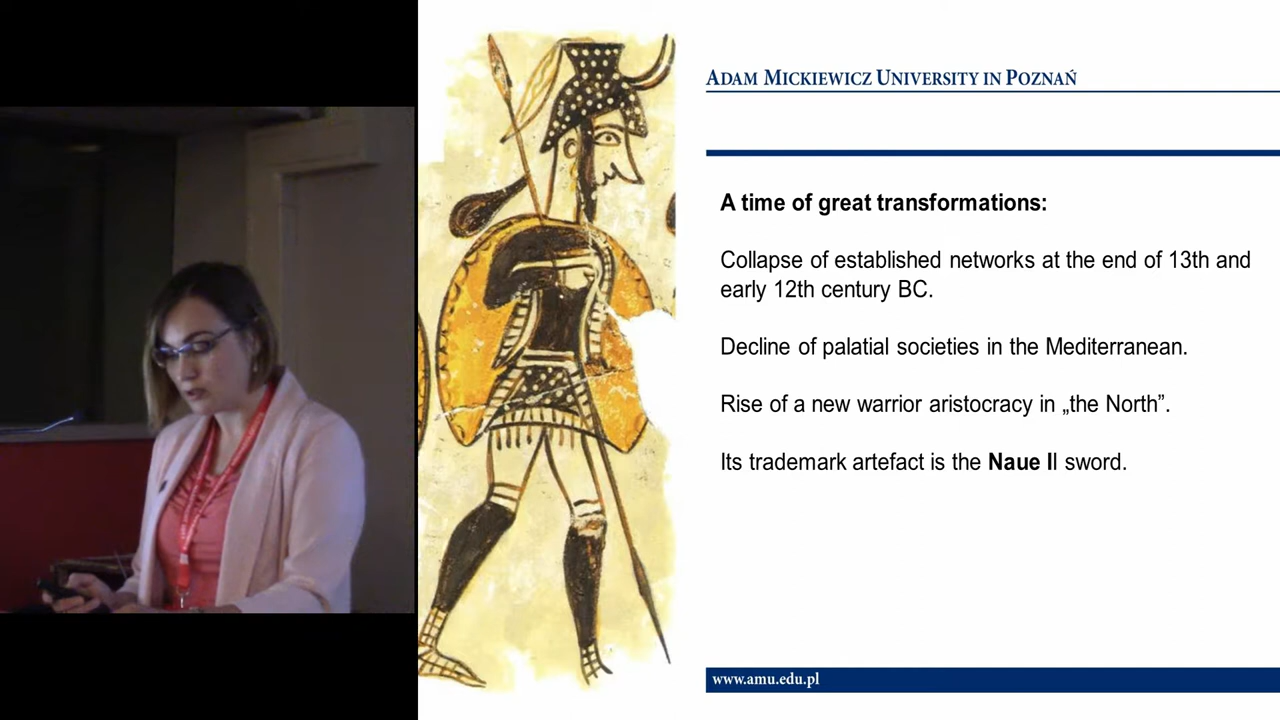 ADAM MICKIEWICZ UNIVERSITY IN POZNAŃ
A time of great transformations:
Collapse of established networks at the end of 13th and
early 12th century BC.
Decline of palatial societies in the Mediterranean.
Rise of a new warrior aristocracy in „the North”.
Its trademark artefact is the Naue II sword.
www.amu.edu.pl